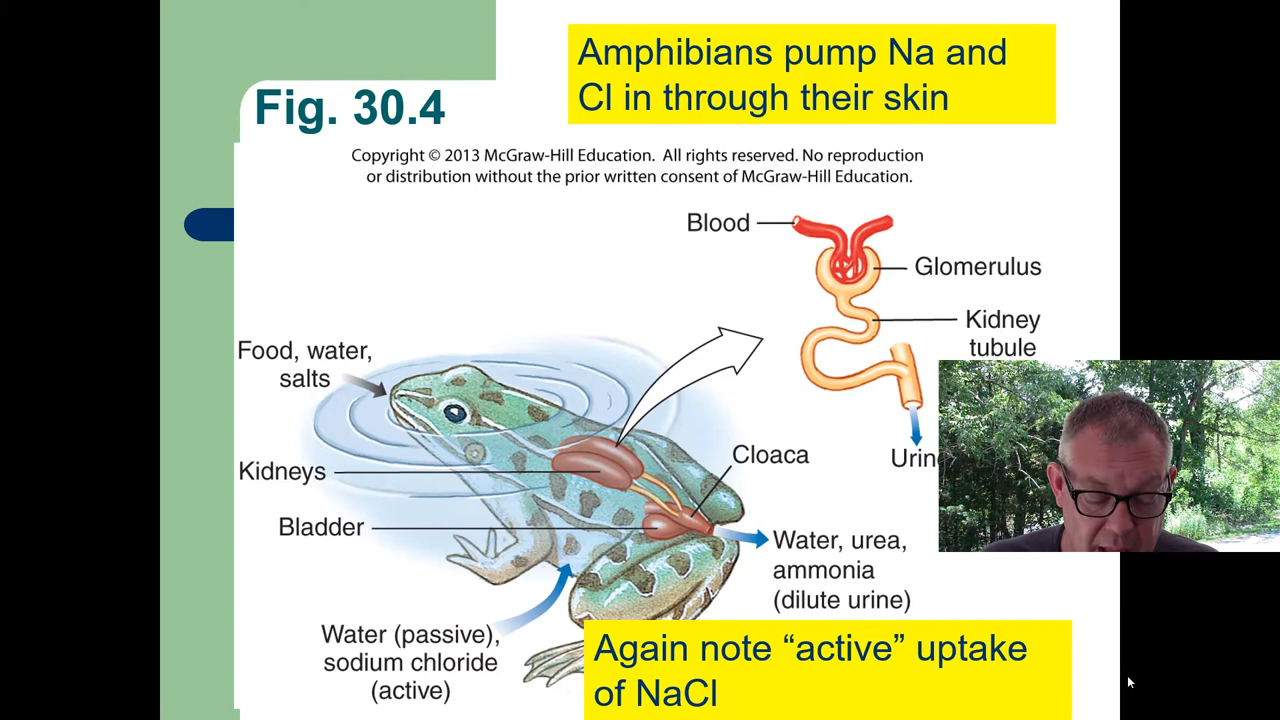 Amphibians pump Na and
Cl in through their skin
Fig. 30.4
Copyright © 2013 McGraw-Hill Education. All rights reserved. No reproduction
or distribution without the prior written consent of McGraw-Hill Education.
Blood
Glomerulus
Kidney
tubule
Food, water,
salts
Cloaca
Kidneys
Bladder
Water, urea,
ammonia
(dilute urine)
Water (passive),
sodium chloride
(active)
Again note “active” uptake
of NaCl